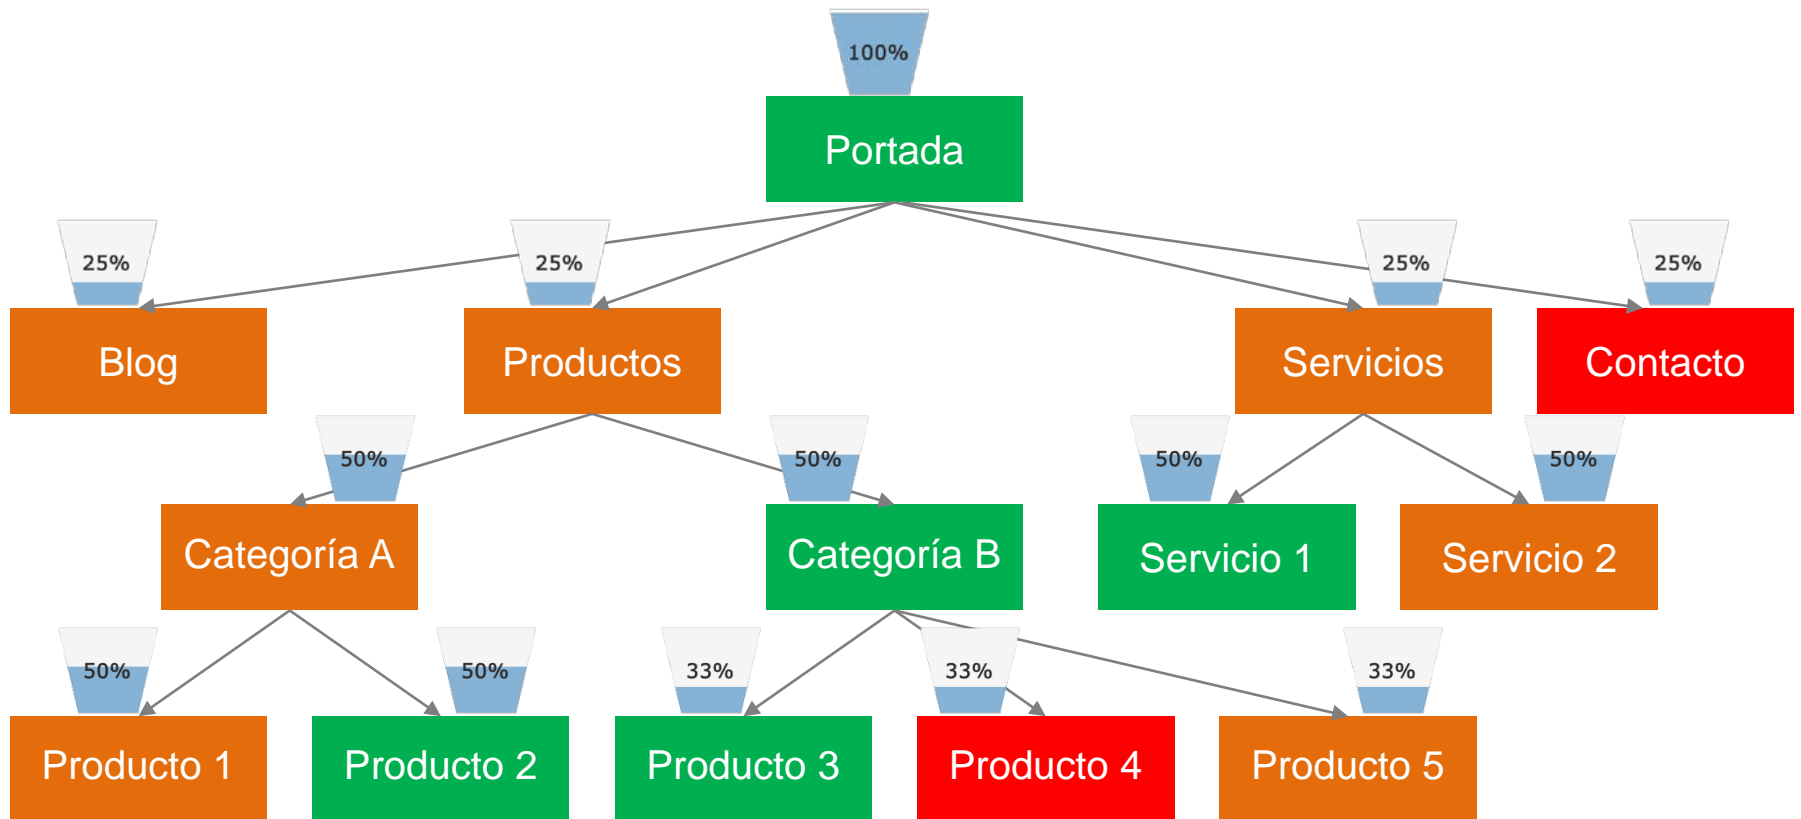 100%
Portada
25%
25%
25%
25%
Blog
Productos
Servicios
Contacto
50%
50%
50%
50%
Categoría A
Categoría B
Servicio 1
Servicio 2
50%
50%
33%
33%
33%
Producto 1
Producto 2
Producto 3
Producto 4
Producto 5